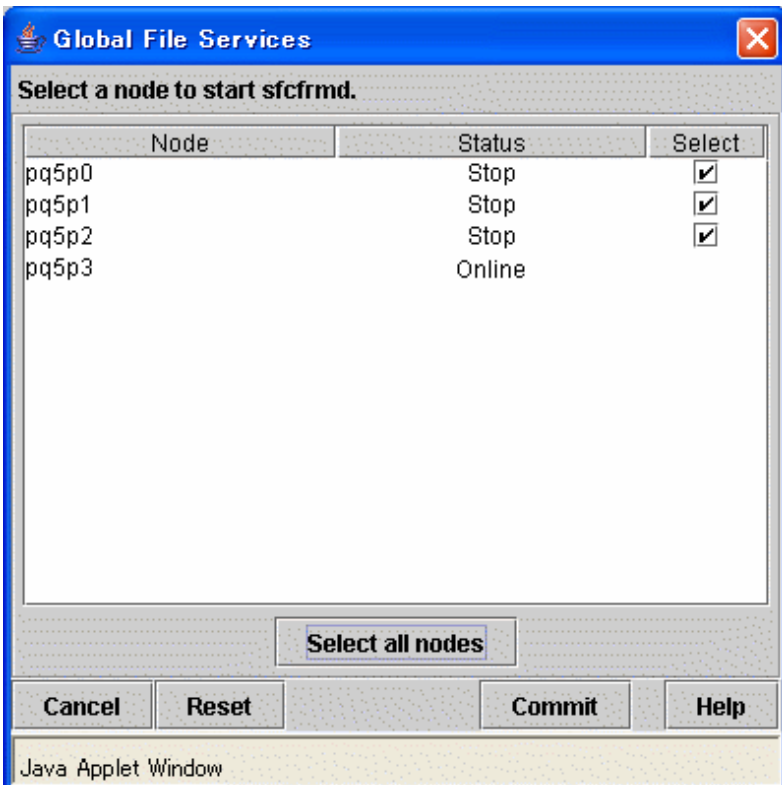 Global File Services
Select a node to start sfcfrmd.
Node Status Select
pq5p0 Stop
pq5p1 Stop
pq5p2 Stop
pq5p3 Online
Select all nodes
Cancel Reset Commit Help
Java Applet Window